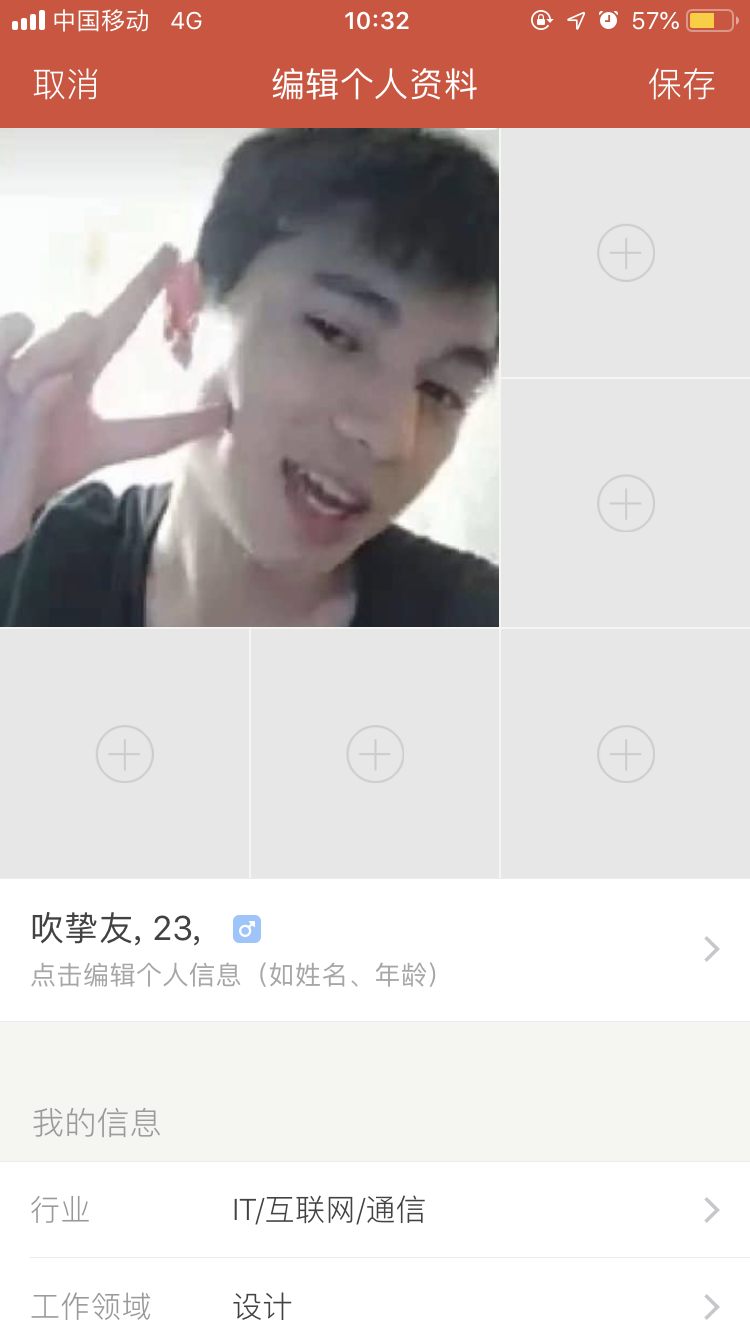 中国移动 4G 10:32 57%
取消 编辑个人资料 保存
吹挚友, 23,
点击编辑个人信息（如姓名、年龄）
我的信息
行业 IT/互联网/通信
工作领域 设计